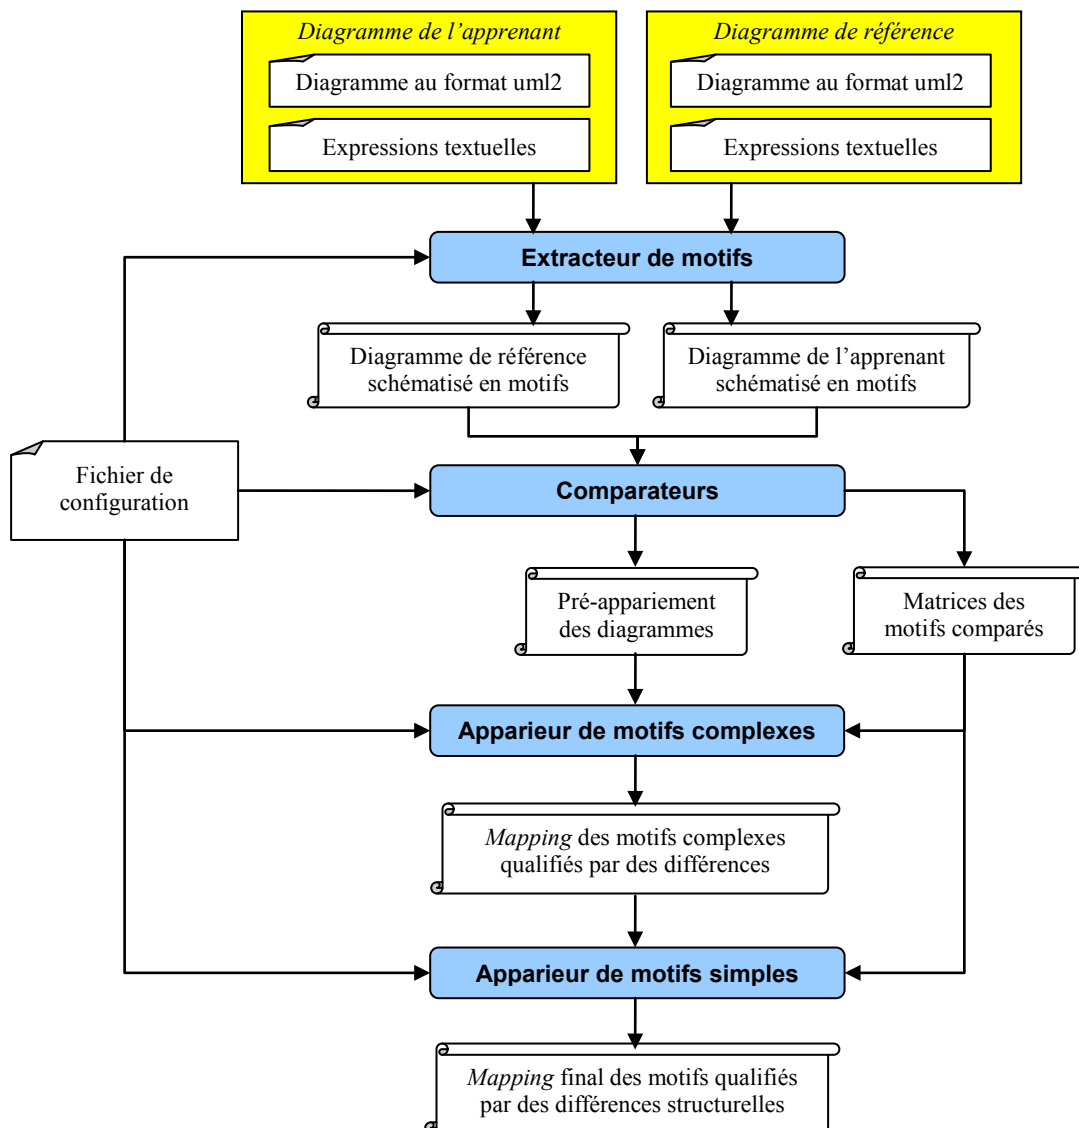 Diagramme de l’apprenant
Diagramme au format uml2
Expressions textuelles
Diagramme de référence
Diagramme au format uml2
Expressions textuelles
Extracteur de motifs
Diagramme de référence
schématisé en motifs
Diagramme de l’apprenant
schématisé en motifs
Fichier de
configuration
Comparateurs
Pré-appariement
des diagrammes
Matrices des
motifs comparés
Apparieur de motifs complexes
Mapping des motifs complexes
qualifiés par des différences
Apparieur de motifs simples
Mapping final des motifs qualifiés
par des différences structurelles